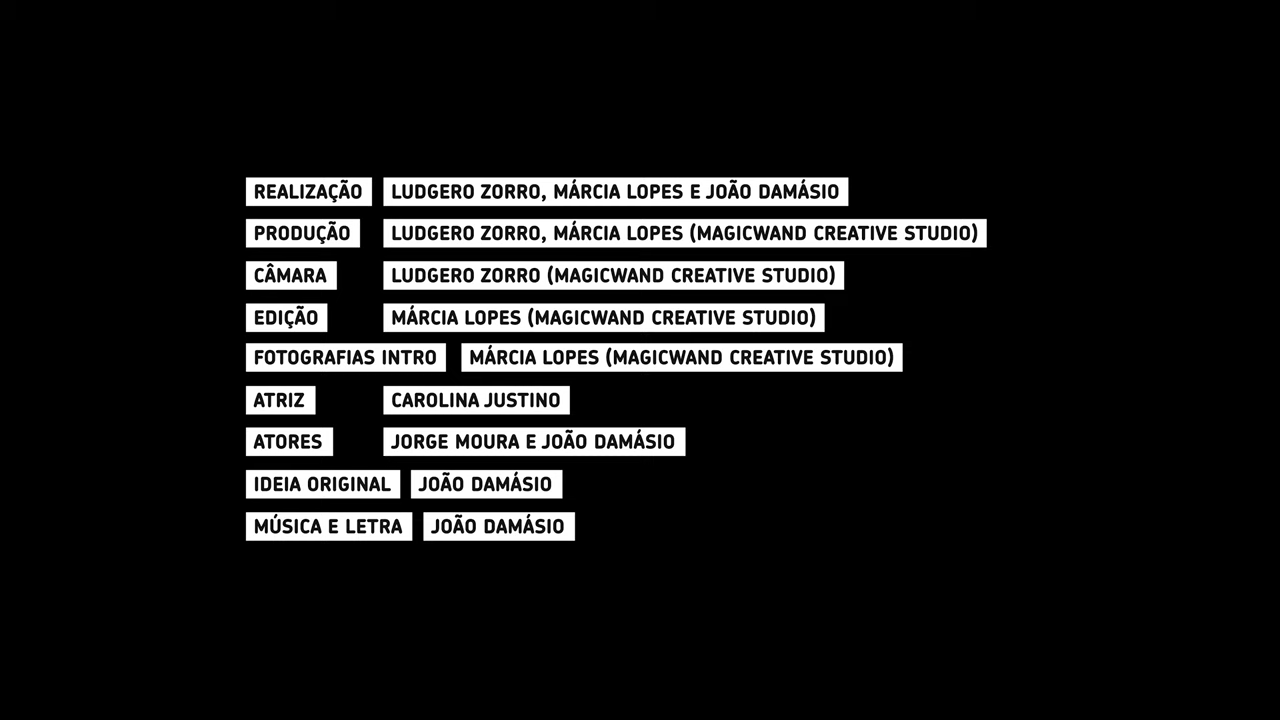 REALIZAÇÃO LUDGERO ZORRO, MÁRCIA LOPES E JOÃO DAMÁSIO
PRODUÇÃO LUDGERO ZORRO, MÁRCIA LOPES (MAGICWAND CREATIVE STUDIO)
CÂMARA LUDGERO ZORRO (MAGICWAND CREATIVE STUDIO)
EDIÇÃO MÁRCIA LOPES (MAGICWAND CREATIVE STUDIO)
FOTOGRAFIAS INTRO MÁRCIA LOPES (MAGICWAND CREATIVE STUDIO)
ATRIZ CAROLINA JUSTINO
ATORES JORGE MOURA E JOÃO DAMÁSIO
IDEIA ORIGINAL JOÃO DAMÁSIO
MÚSICA E LETRA JOÃO DAMÁSIO